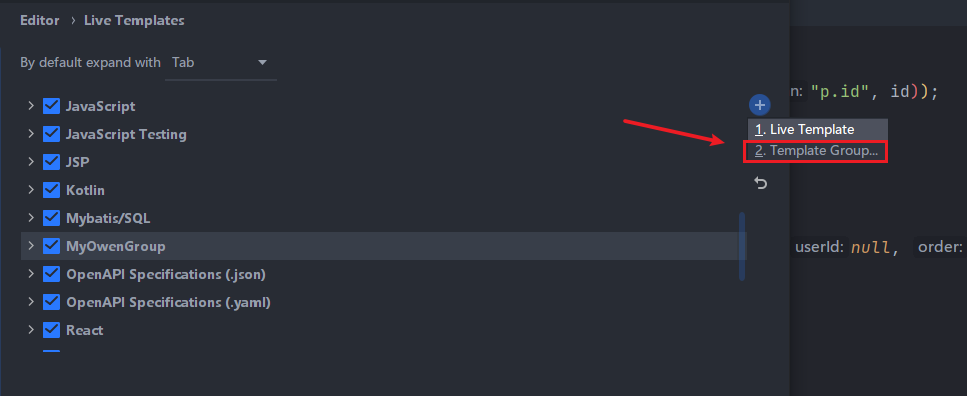 Editor › Live Templates
By default expand with Tab
JavaScript
n: "p.id", id));
1. Live Template
JavaScript Testing
2. Template Group...
JSP
Kotlin
Mybatis/SQL
MyOwenGroup
userId: null, order:
OpenAPI Specifications (.json)
OpenAPI Specifications (.yaml)
React